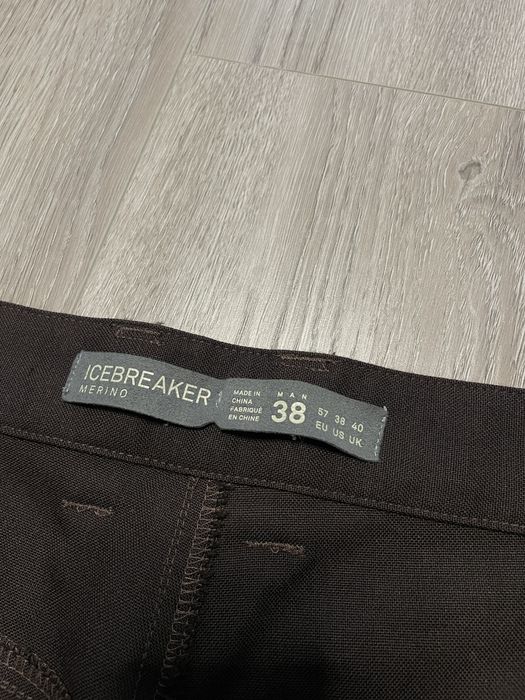 ICEBREAKER
MERINO
MADE IN
CHINA
FABRIQUÉ
EN CHINE
MAN
38
57 38 40
EU US UK